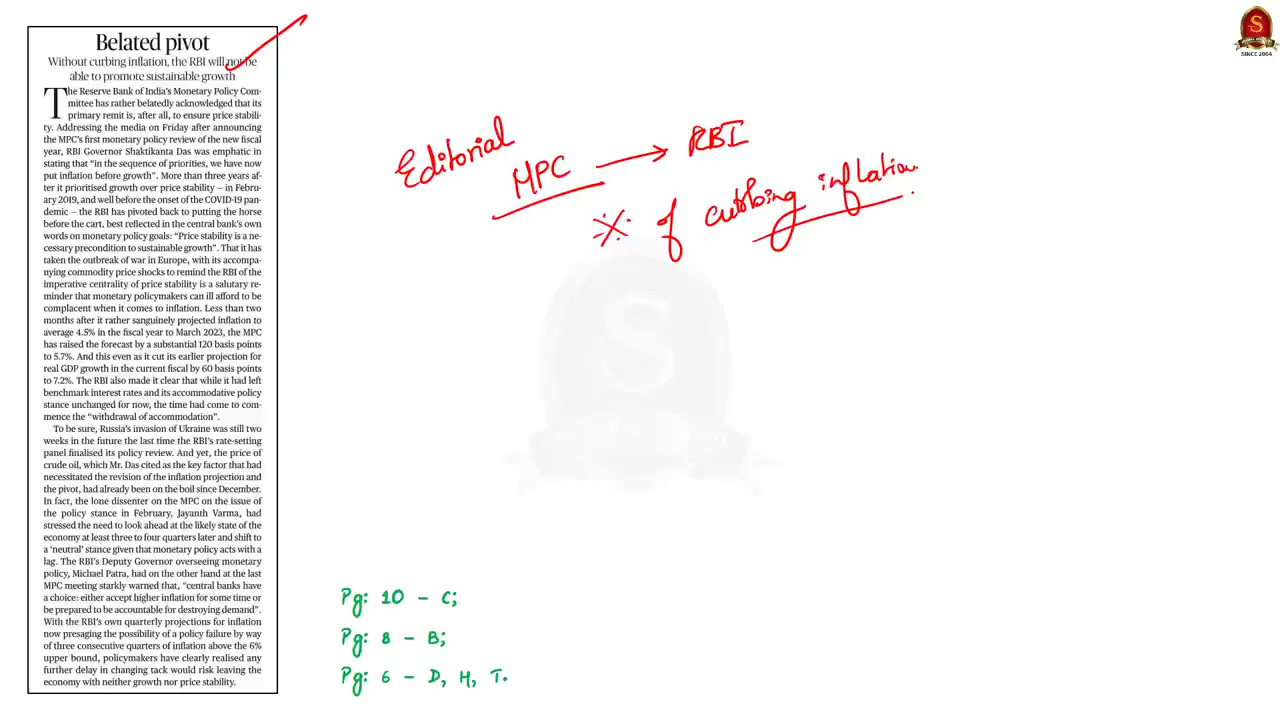 Belated pivot
Without curbing inflation, the RBI will not be
able to promote sustainable growth
The Reserve Bank of India's Monetary Policy Com-
mittee has rather belatedly acknowledged that its
primary remit is, after all, to ensure price stabili-
ty. Addressing the media on Friday after announcing
the MPC's first monetary policy review of the new fiscal
year, RBI Governor Shaktikanta Das was emphatic in
stating that "in the sequence of priorities, we have now
put inflation before growth". More than three years af-
ter it prioritised growth over price stability – in Febru-
ary 2019, and well before the onset of the COVID-19 pan-
demic – the RBI has pivoted back to putting the horse
before the cart, best reflected in the central bank's own
words on monetary policy goals: "Price stability is a ne-
cessary precondition to sustainable growth". That it has
taken the outbreak of war in Europe, with its accompa-
nying commodity price shocks to remind the RBI of the
imperative centrality of price stability is a salutary re-
minder that monetary policymakers can ill afford to be
complacent when it comes to inflation. Less than two
months after it rather sanguinely projected inflation to
average 4.5% in the fiscal year to March 2023, the MPC
has raised the forecast by a substantial 120 basis points
to 5.7%. And this even as it cut its earlier projection for
real GDP growth in the current fiscal by 60 basis points
to 7.2%. The RBI also made it clear that while it had left
benchmark interest rates and its accommodative policy
stance unchanged for now, the time had come to com-
mence the "withdrawal of accommodation".
To be sure, Russia's invasion of Ukraine was still two
weeks in the future the last time the RBI's rate-setting
panel finalised its policy review. And yet, the price of
crude oil, which Mr. Das cited as the key factor that had
necessitated the revision of the inflation projection and
the pivot, had already been on the boil since December.
In fact, the lone dissenter on the MPC on the issue of
the policy stance in February, Jayanth Varma, had
stressed the need to look ahead at the likely state of the
economy at least three to four quarters later and shift to
a 'neutral' stance given that monetary policy acts with a
lag. The RBI's Deputy Governor overseeing monetary
policy, Michael Patra, had on the other hand at the last
MPC meeting starkly warned that, "central banks have
a choice: either accept higher inflation for some time or
be prepared to be accountable for destroying demand".
With the RBI's own quarterly projections for inflation
now presaging the possibility of a policy failure by way
of three consecutive quarters of inflation above the 6%
upper bound, policymakers have clearly realised any
further delay in changing tack would risk leaving the
economy with neither growth nor price stability.
Editorial
MPC → RBI
※ of curbing inflation.
Pg: 10 - C;
Pg: 8 - B;
Pg: 6 - D, H, T.
S
SINCE 2004
S